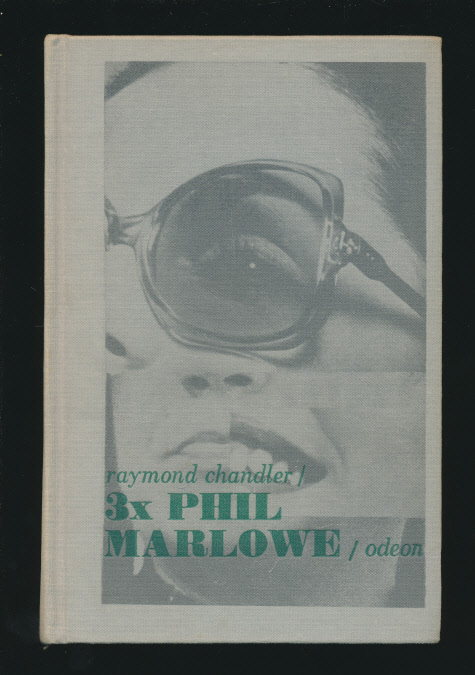 raymond chandler /
3x PHIL
MARLOWE / odeon